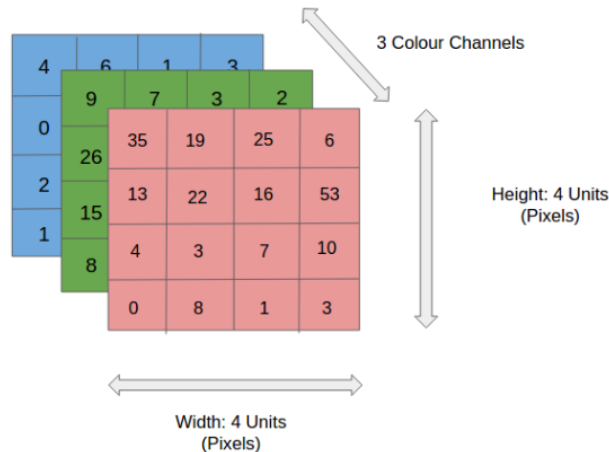 3 Colour Channels
4 6 1 3
9 7 3 2
35 19 25 6
0
26
13 22 16 53
Height: 4 Units
(Pixels)
2
15
4 3 7 10
1
8
0 8 1 3
Width: 4 Units
(Pixels)